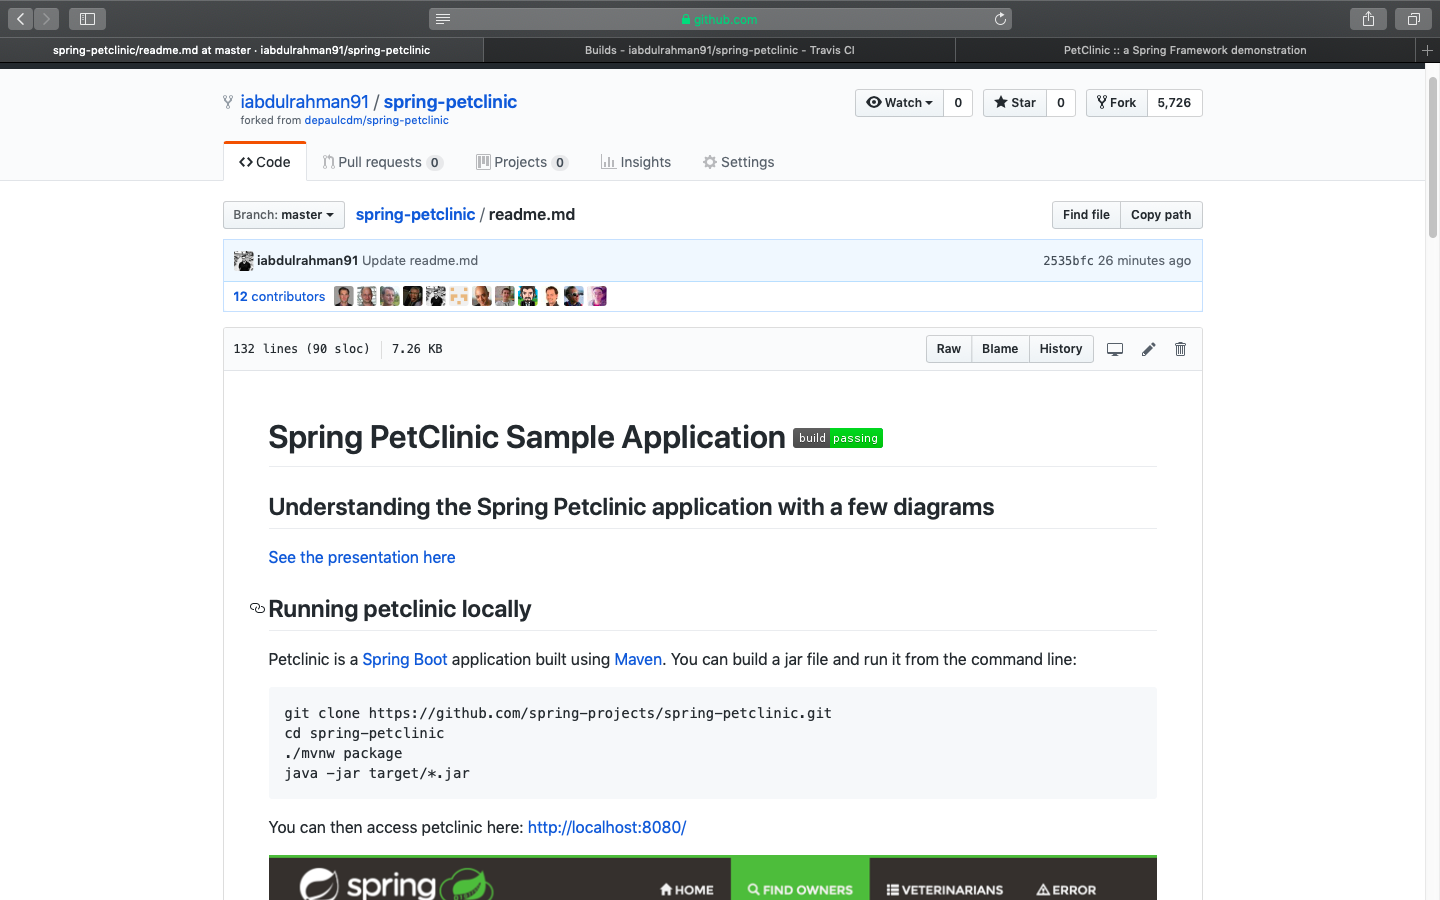 github.com
spring-petclinic/readme.md at master · iabdulrahman91/spring-petclinic
Builds - iabdulrahman91/spring-petclinic - Travis CI
PetClinic :: a Spring Framework demonstration
iabdulrahman91 / spring-petclinic
forked from depaulcdm/spring-petclinic
Watch 0 Star 0 Fork 5,726
Code Pull requests 0 Projects 0 Insights Settings
Branch: master spring-petclinic / readme.md Find file Copy path
iabdulrahman91 Update readme.md 2535bfc 26 minutes ago
12 contributors
132 lines (90 sloc) 7.26 KB Raw Blame History
Spring PetClinic Sample Application build passing
Understanding the Spring Petclinic application with a few diagrams
See the presentation here
Running petclinic locally
Petclinic is a Spring Boot application built using Maven. You can build a jar file and run it from the command line:
git clone https://github.com/spring-projects/spring-petclinic.git
cd spring-petclinic
./mvnw package
java -jar target/*.jar
You can then access petclinic here: http://localhost:8080/
spring HOME FIND OWNERS VETERINARIANS ERROR